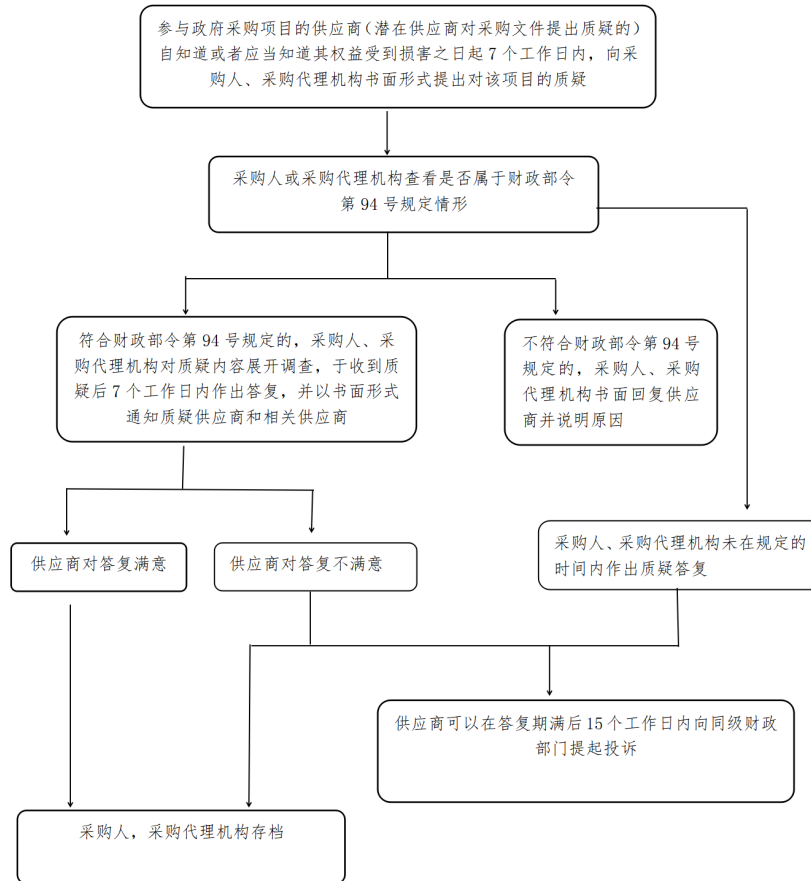 参与政府采购项目的供应商（潜在供应商对采购文件提出质疑的）
自知道或者应当知道其权益受到损害之日起 7 个工作日内，向采
购人、采购代理机构书面形式提出对该项目的质疑
采购人或采购代理机构查看是否属于财政部令
第 94 号规定情形
符合财政部令第 94 号规定的，采购人、采
购代理机构对质疑内容展开调查，于收到质
疑后 7 个工作日内作出答复，并以书面形式
通知质疑供应商和相关供应商
不符合财政部令第 94 号
规定的，采购人、采购
代理机构书面回复供应
商并说明原因
供应商对答复满意
供应商对答复不满意
采购人、采购代理机构未在规定的
时间内作出质疑答复
供应商可以在答复期满后 15 个工作日内向同级财政
部门提起投诉
采购人，采购代理机构存档